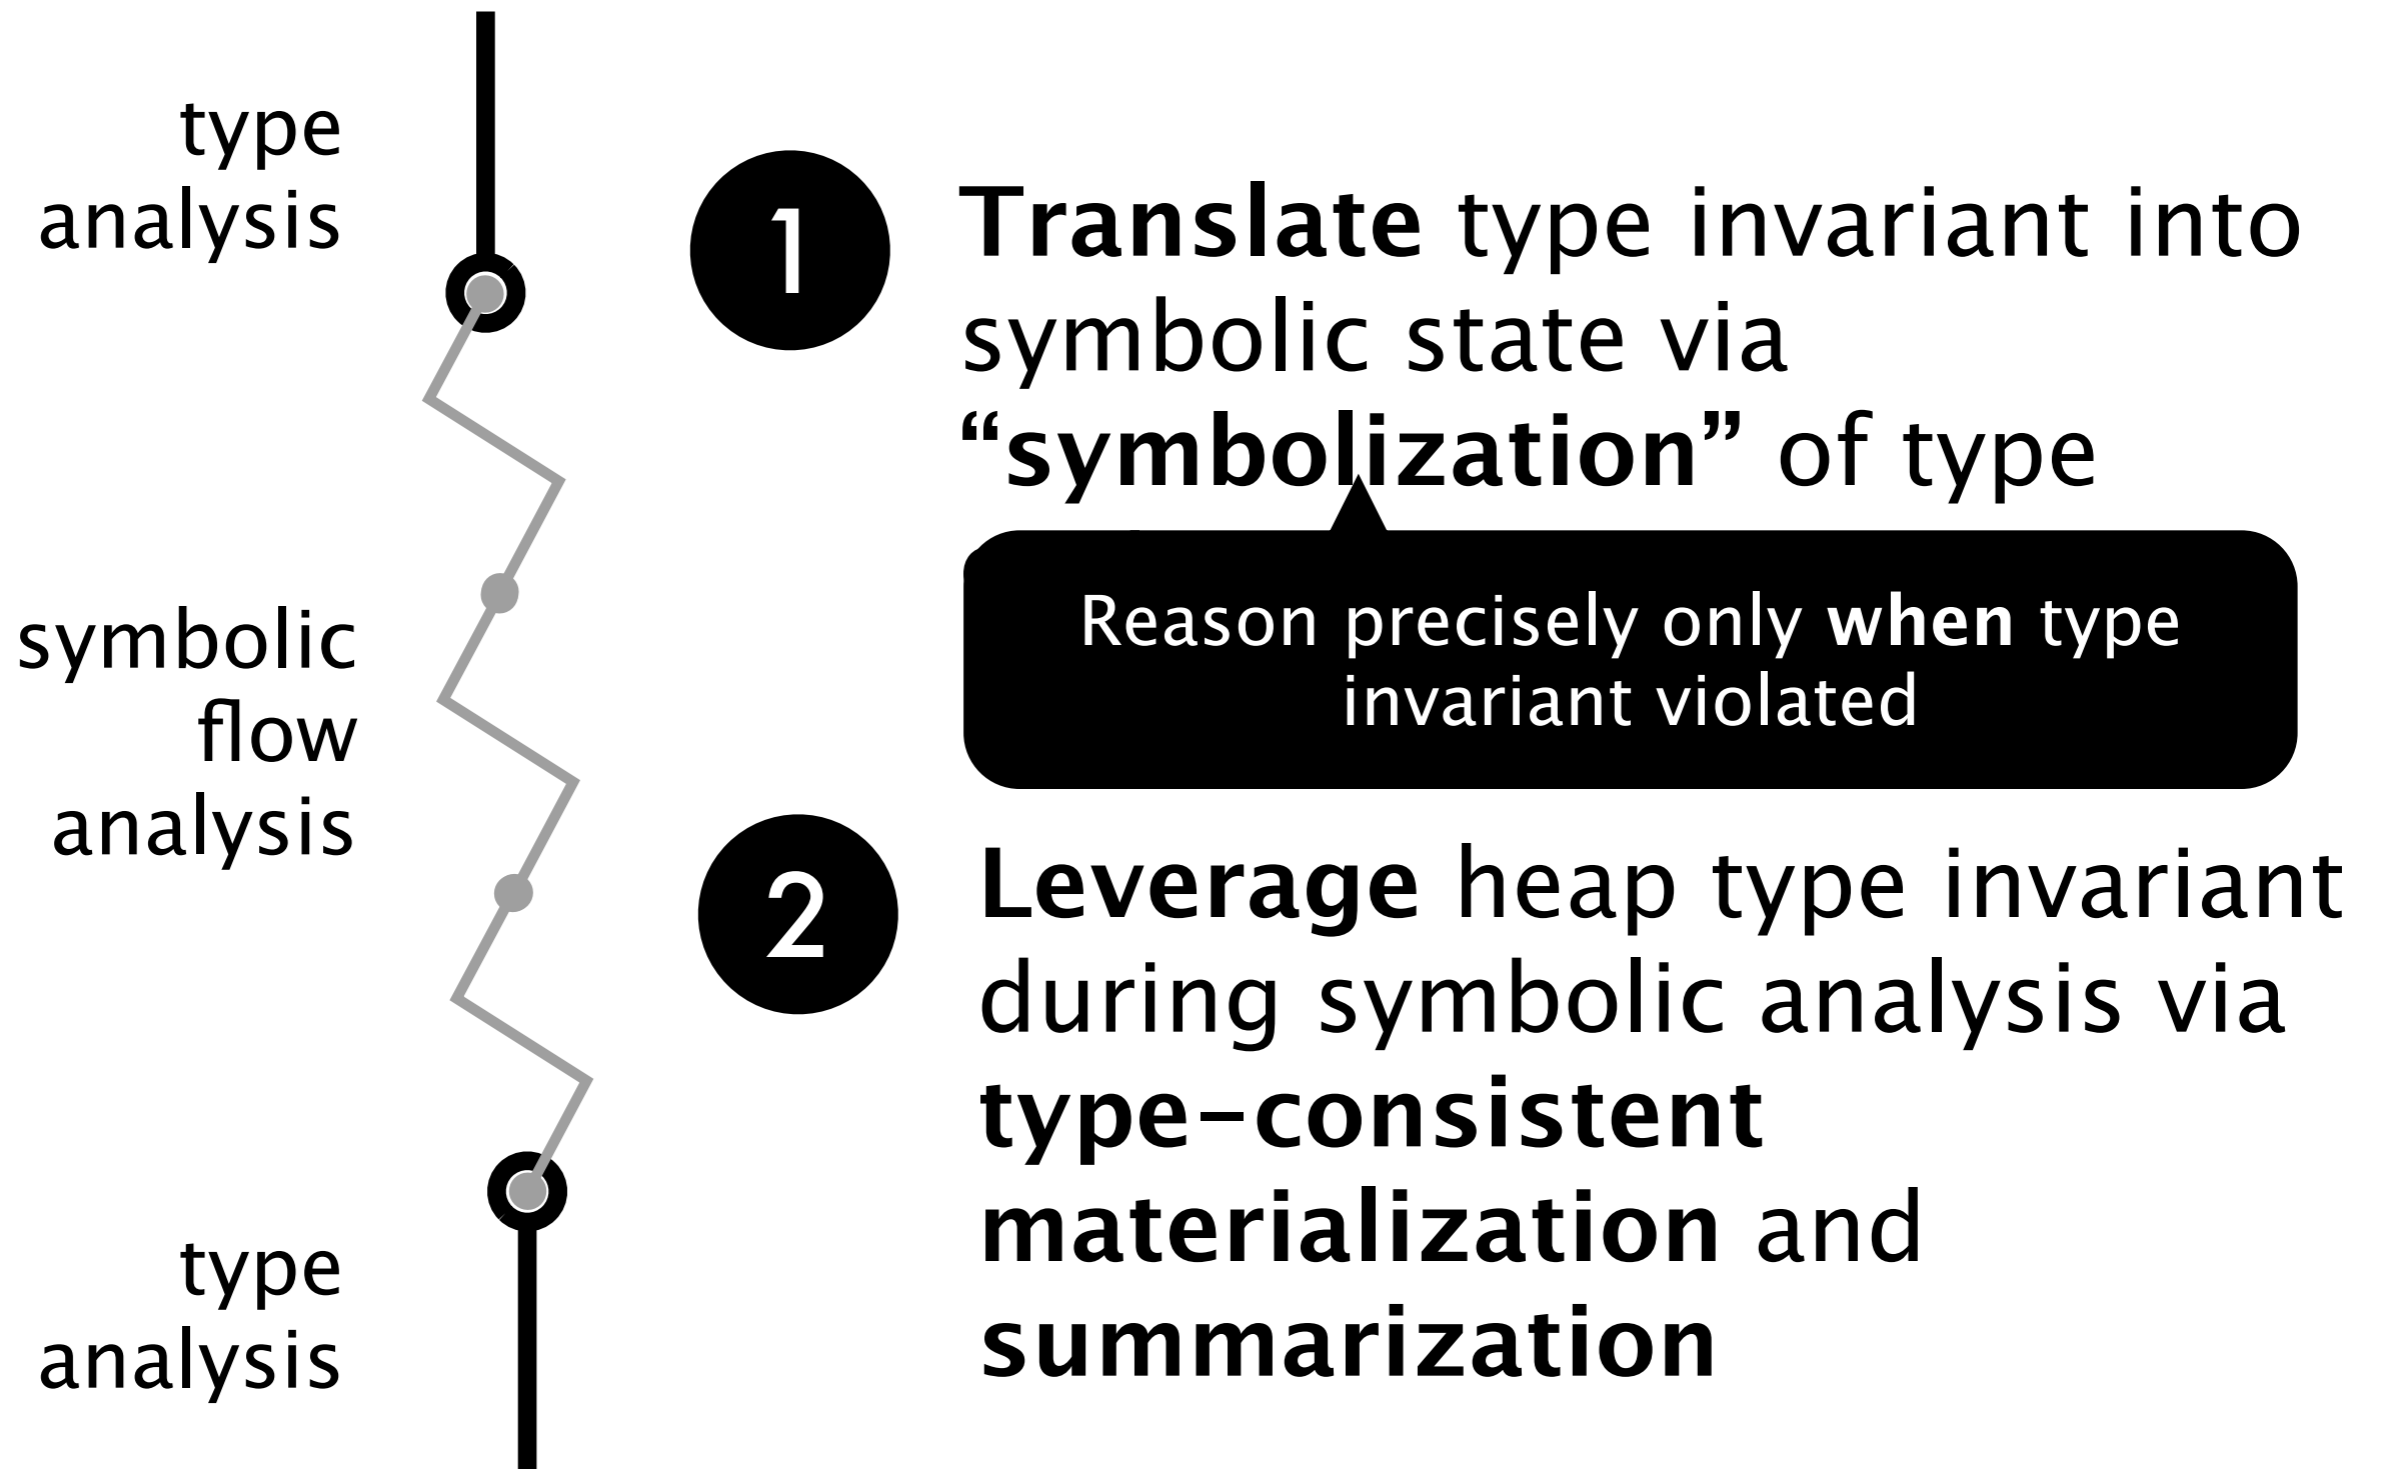 type
analysis
symbolic
flow
analysis
type
analysis
1
Translate type invariant into
symbolic state via
“symbolization” of type
Reason precisely only when type
invariant violated
2
Leverage heap type invariant
during symbolic analysis via
type-consistent
materialization and
summarization